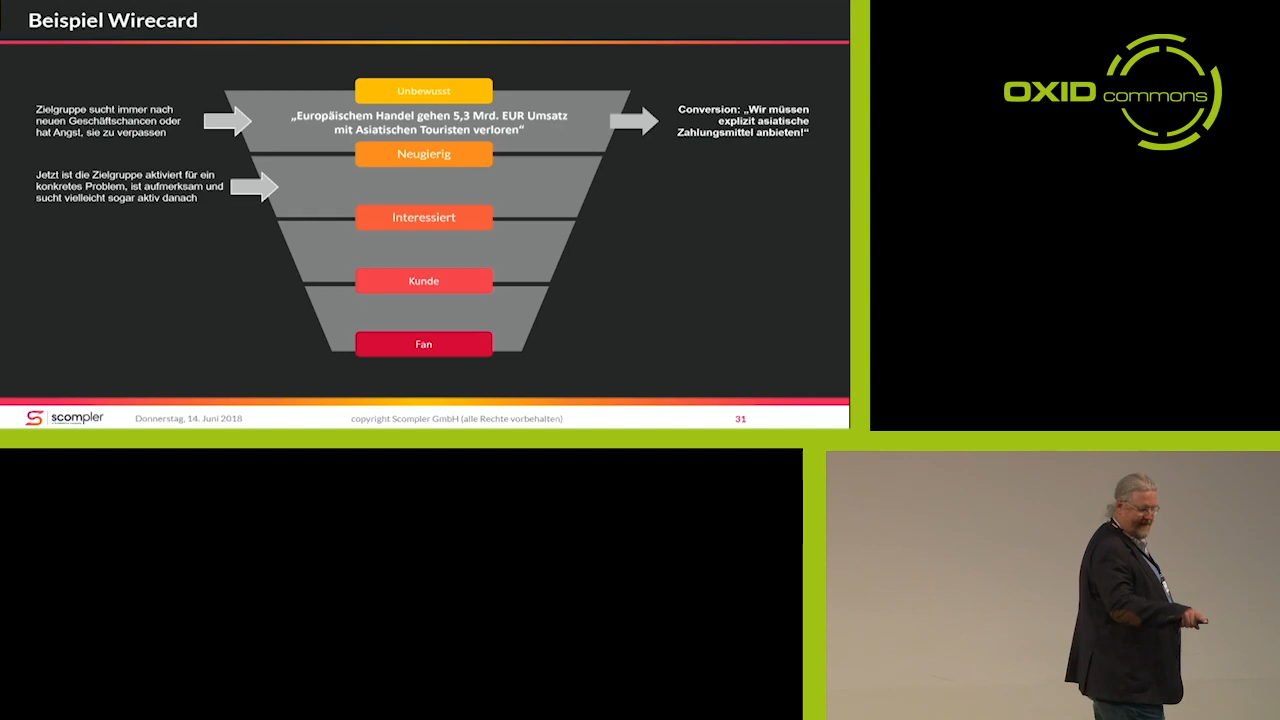 Beispiel Wirecard
Zielgruppe sucht immer nach
neuen Geschäftschancen oder
hat Angst, sie zu verpassen
Unbewusst
„Europäischem Handel gehen 5,3 Mrd. EUR Umsatz
mit Asiatischen Touristen verloren“
Conversion: „Wir müssen
explizit asiatische
Zahlungsmittel anbieten!“
Neugierig
Jetzt ist die Zielgruppe aktiviert für ein
konkretes Problem, ist aufmerksam und
sucht vielleicht sogar aktiv danach
Interessiert
Kunde
Fan
scompler
Donnerstag, 14. Juni 2018
copyright Scompler GmbH (alle Rechte vorbehalten)
31
OXID commons